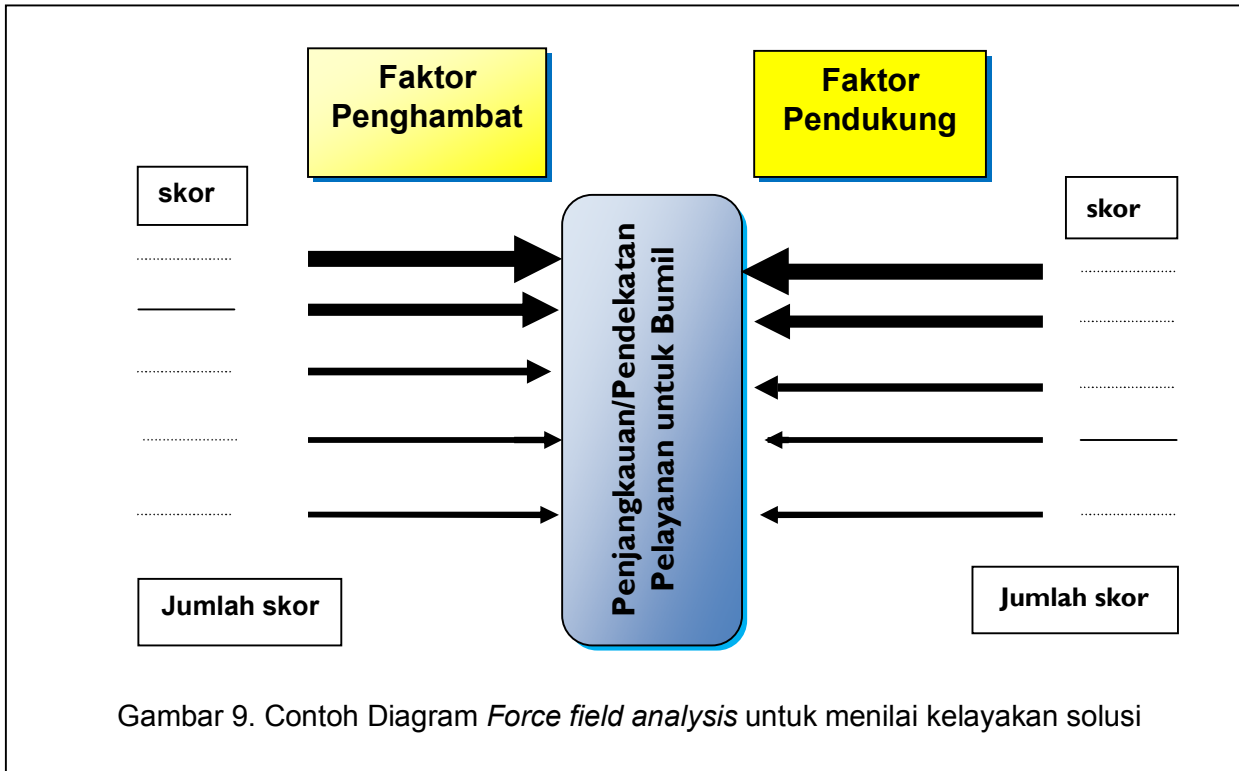 Faktor
Penghambat
Faktor
Pendukung
skor
skor
Penjangkauan/Pendekatan
Pelayanan untuk Bumil
Jumlah skor
Jumlah skor
Gambar 9. Contoh Diagram Force field analysis untuk menilai kelayakan solusi